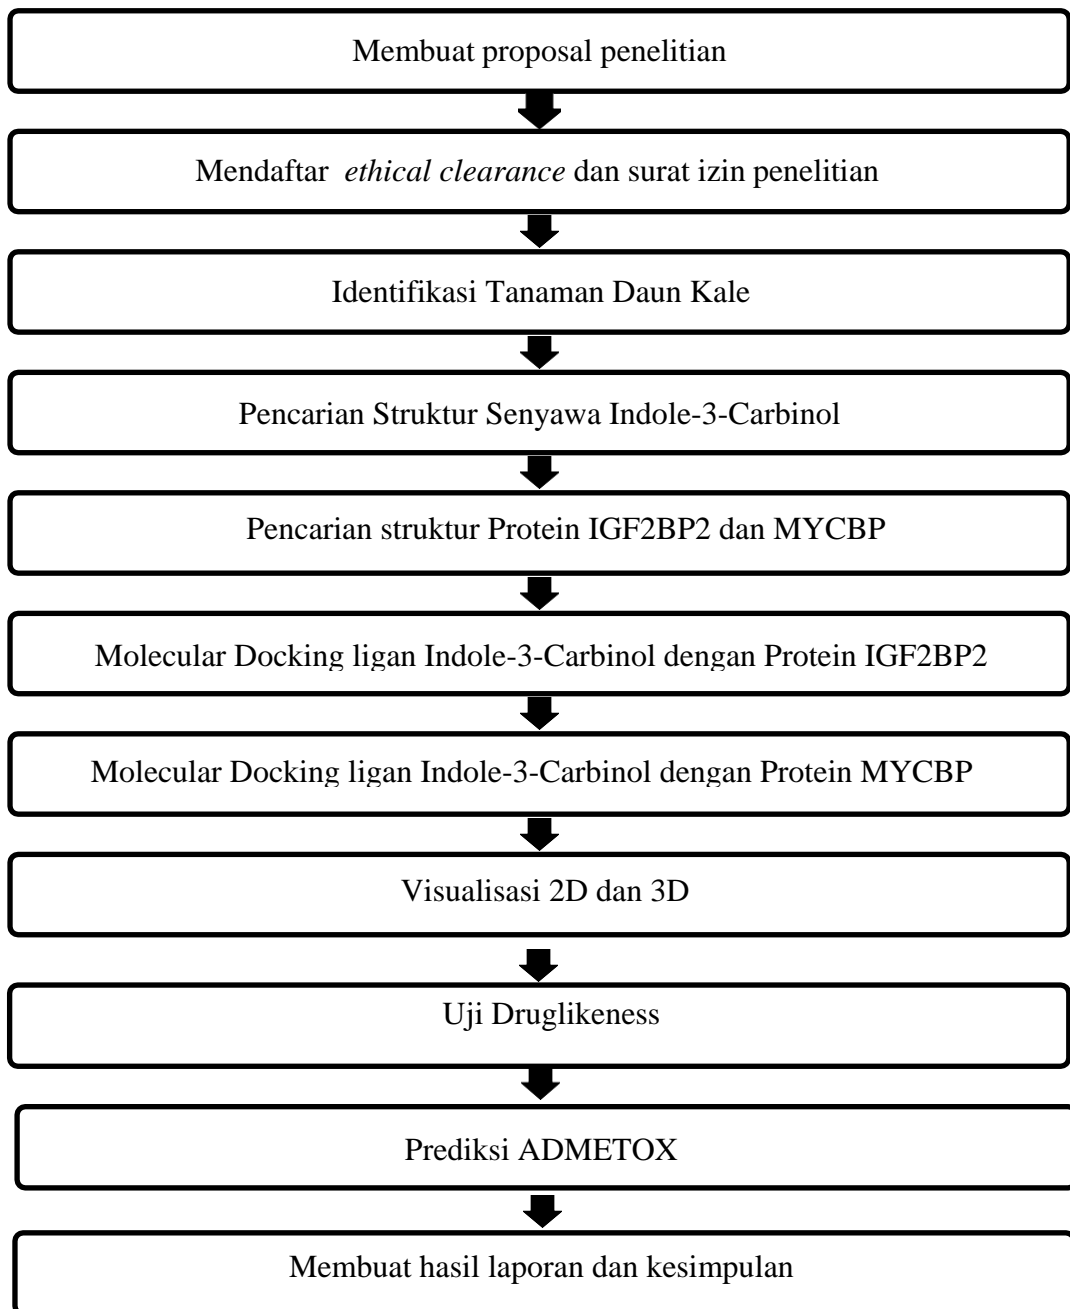 Membuat proposal penelitian
Mendaftar ethical clearance dan surat izin penelitian
Identifikasi Tanaman Daun Kale
Pencarian Struktur Senyawa Indole-3-Carbinol
Pencarian struktur Protein IGF2BP2 dan MYCBP
Molecular Docking ligan Indole-3-Carbinol dengan Protein IGF2BP2
Molecular Docking ligan Indole-3-Carbinol dengan Protein MYCBP
Visualisasi 2D dan 3D
Uji Druglikeness
Prediksi ADMETOX
Membuat hasil laporan dan kesimpulan